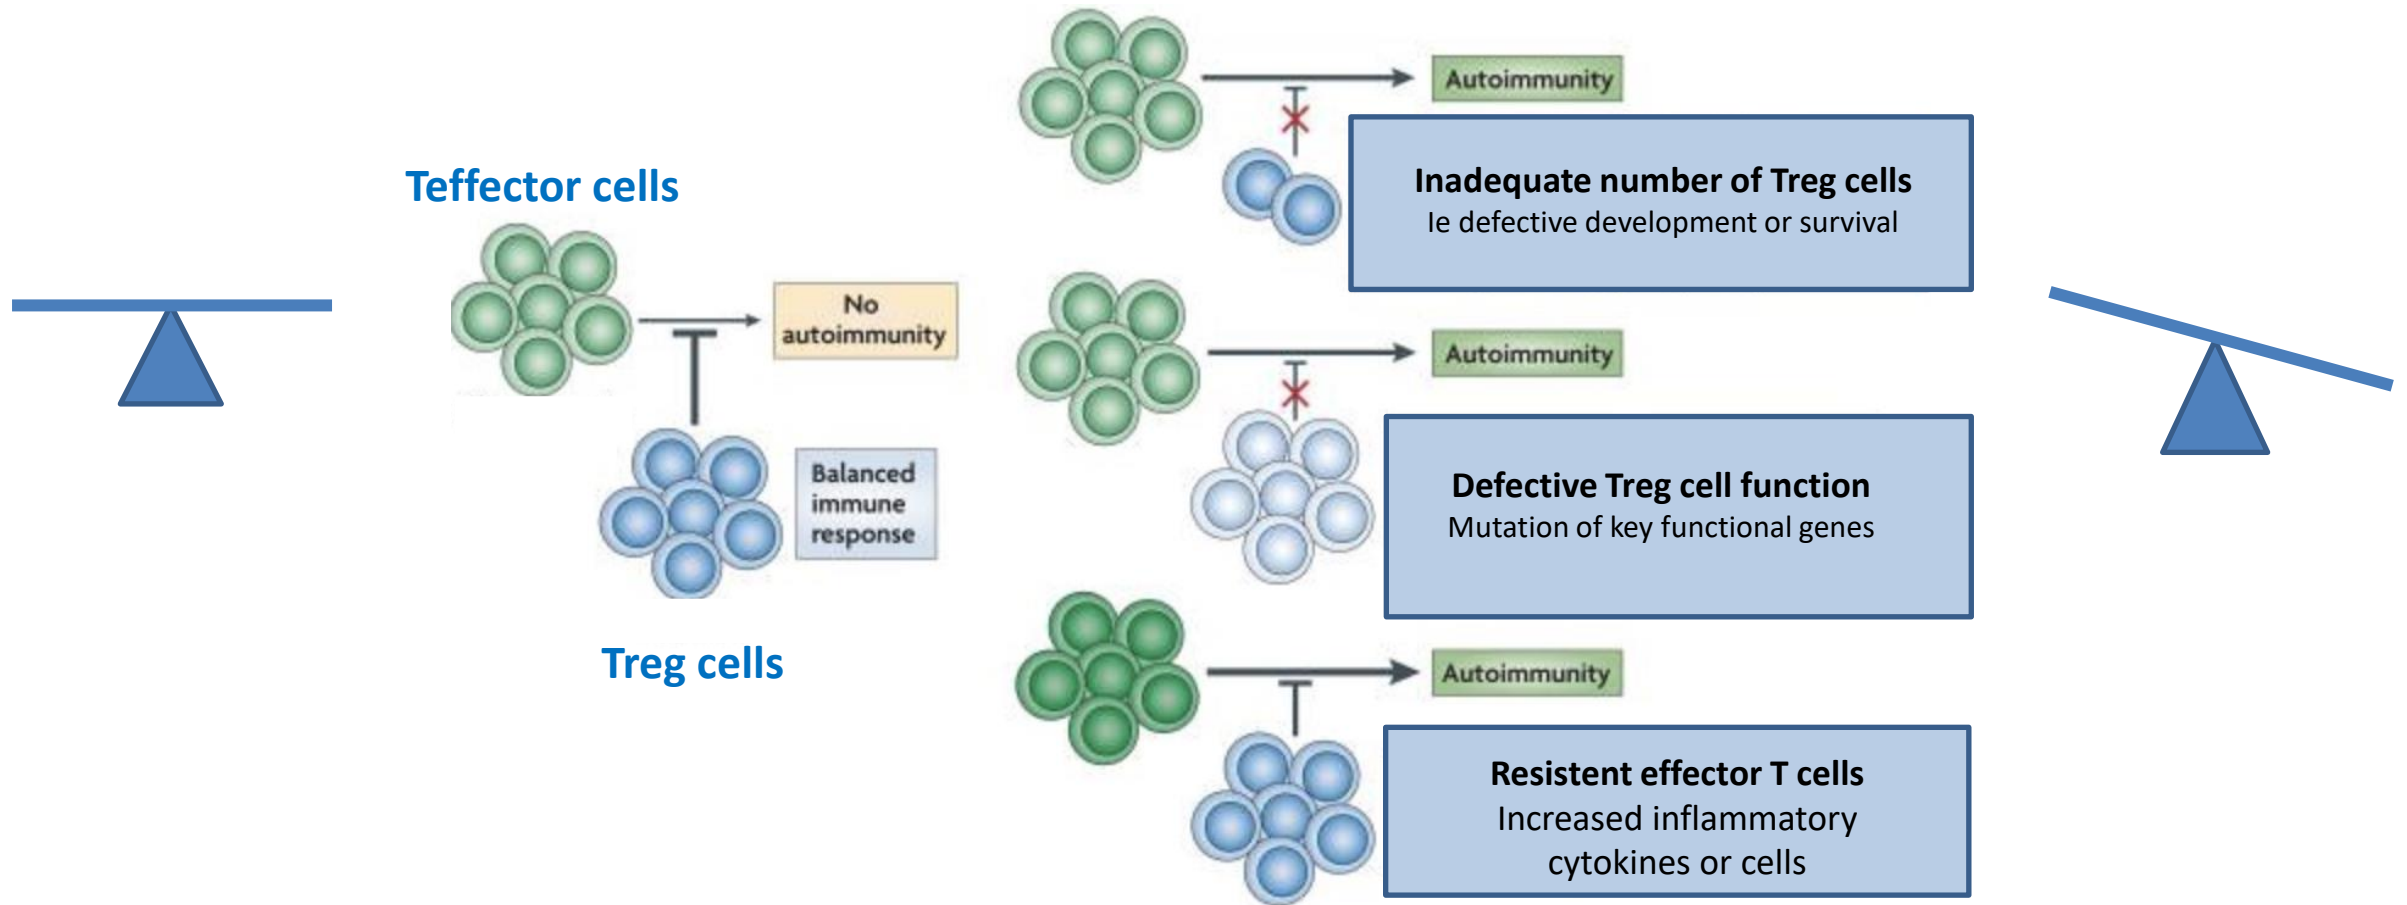 Teffector cells
No
autoimmunity
Balanced
immune
response
Treg cells
Autoimmunity
Inadequate number of Treg cells
Ie defective development or survival
Autoimmunity
Defective Treg cell function
Mutation of key functional genes
Autoimmunity
Resistent effector T cells
Increased inflammatory
cytokines or cells